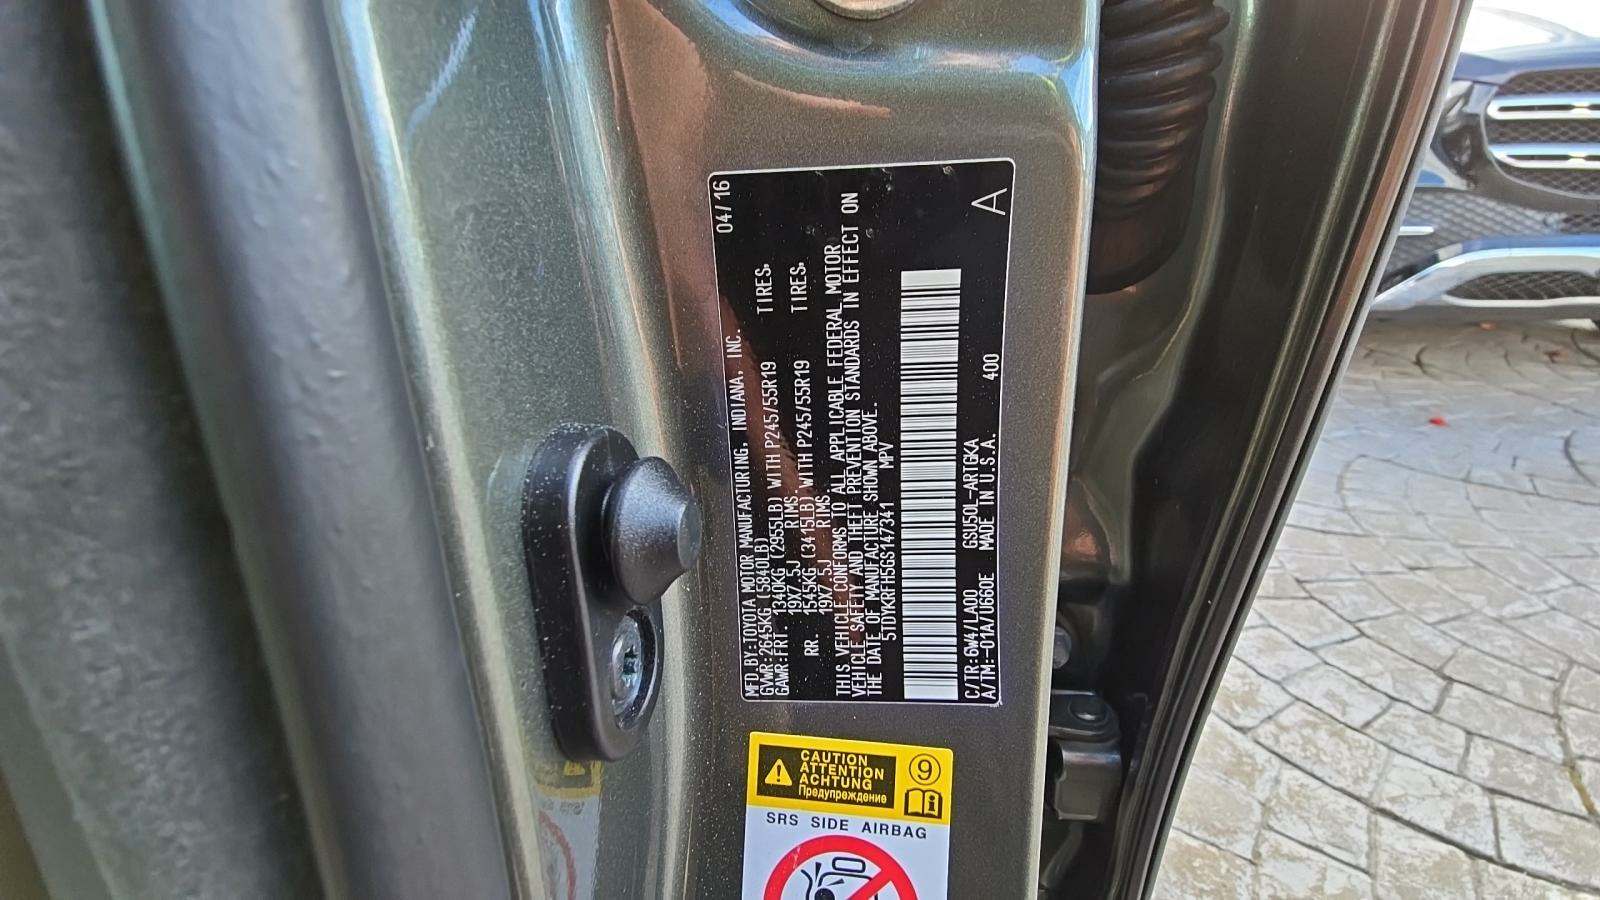 04/16
MFD.BY:TOYOTA MOTOR MANUFACTURING, INDIANA, INC.
GVWR:2645KG (5840LB)
GAWR:FRT. 1340KG (2955LB) WITH P245/55R19 TIRES,
19X7.5J RIMS.
RR. 1545KG (3415LB) WITH P245/55R19 TIRES,
19X7.5J RIMS.
THIS VEHICLE CONFORMS TO ALL APPLICABLE FEDERAL MOTOR
VEHICLE SAFETY AND THEFT PREVENTION STANDARDS IN EFFECT ON
THE DATE OF MANUFACTURE SHOWN ABOVE.
5TDYKRFH5GS147341 MPV
C/TR:6W4/LA00 GSU50L-ARTGKA 400
A/TM:-01A/U660E MADE IN U.S.A.
A
CAUTION
ATTENTION
ACHTUNG
Предупреждение
9
SRS SIDE AIRBAG